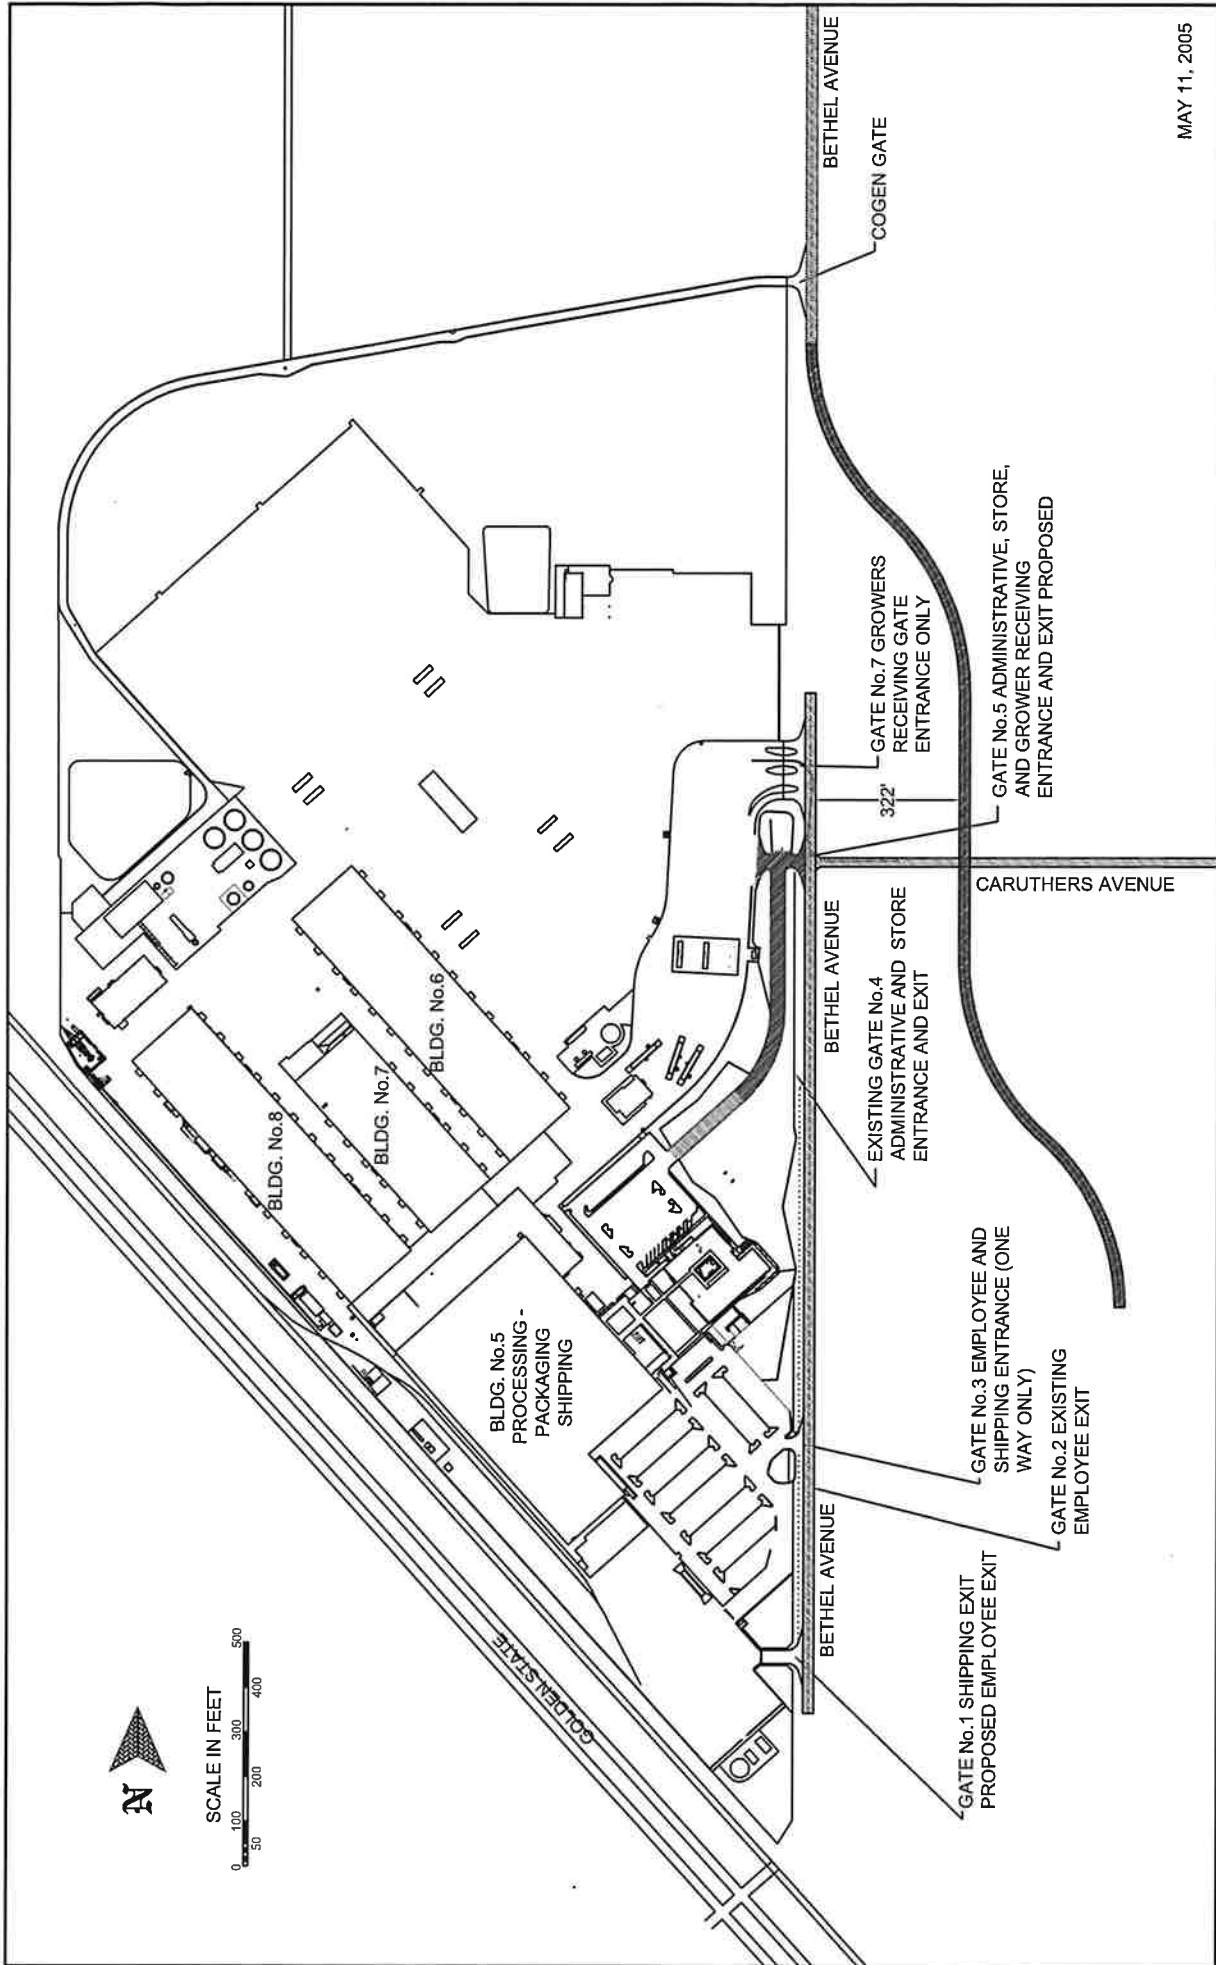 N
SCALE IN FEET
0
50
100
200
300
400
500
GOLDEN STATE
BLDG. No.8
BLDG. No.7
BLDG. No.6
BLDG. No.5
PROCESSING -
PACKAGING
SHIPPING
BETHEL AVENUE
BETHEL AVENUE
BETHEL AVENUE
COGEN GATE
GATE No.7 GROWERS
RECEIVING GATE
ENTRANCE ONLY
322'
GATE No.5 ADMINISTRATIVE, STORE,
AND GROWER RECEIVING
ENTRANCE AND EXIT PROPOSED
CARUTHERS AVENUE
EXISTING GATE No.4
ADMINISTRATIVE AND STORE
ENTRANCE AND EXIT
GATE No.3 EMPLOYEE AND
SHIPPING ENTRANCE (ONE
WAY ONLY)
GATE No.2 EXISTING
EMPLOYEE EXIT
GATE No.1 SHIPPING EXIT
PROPOSED EMPLOYEE EXIT
MAY 11, 2005